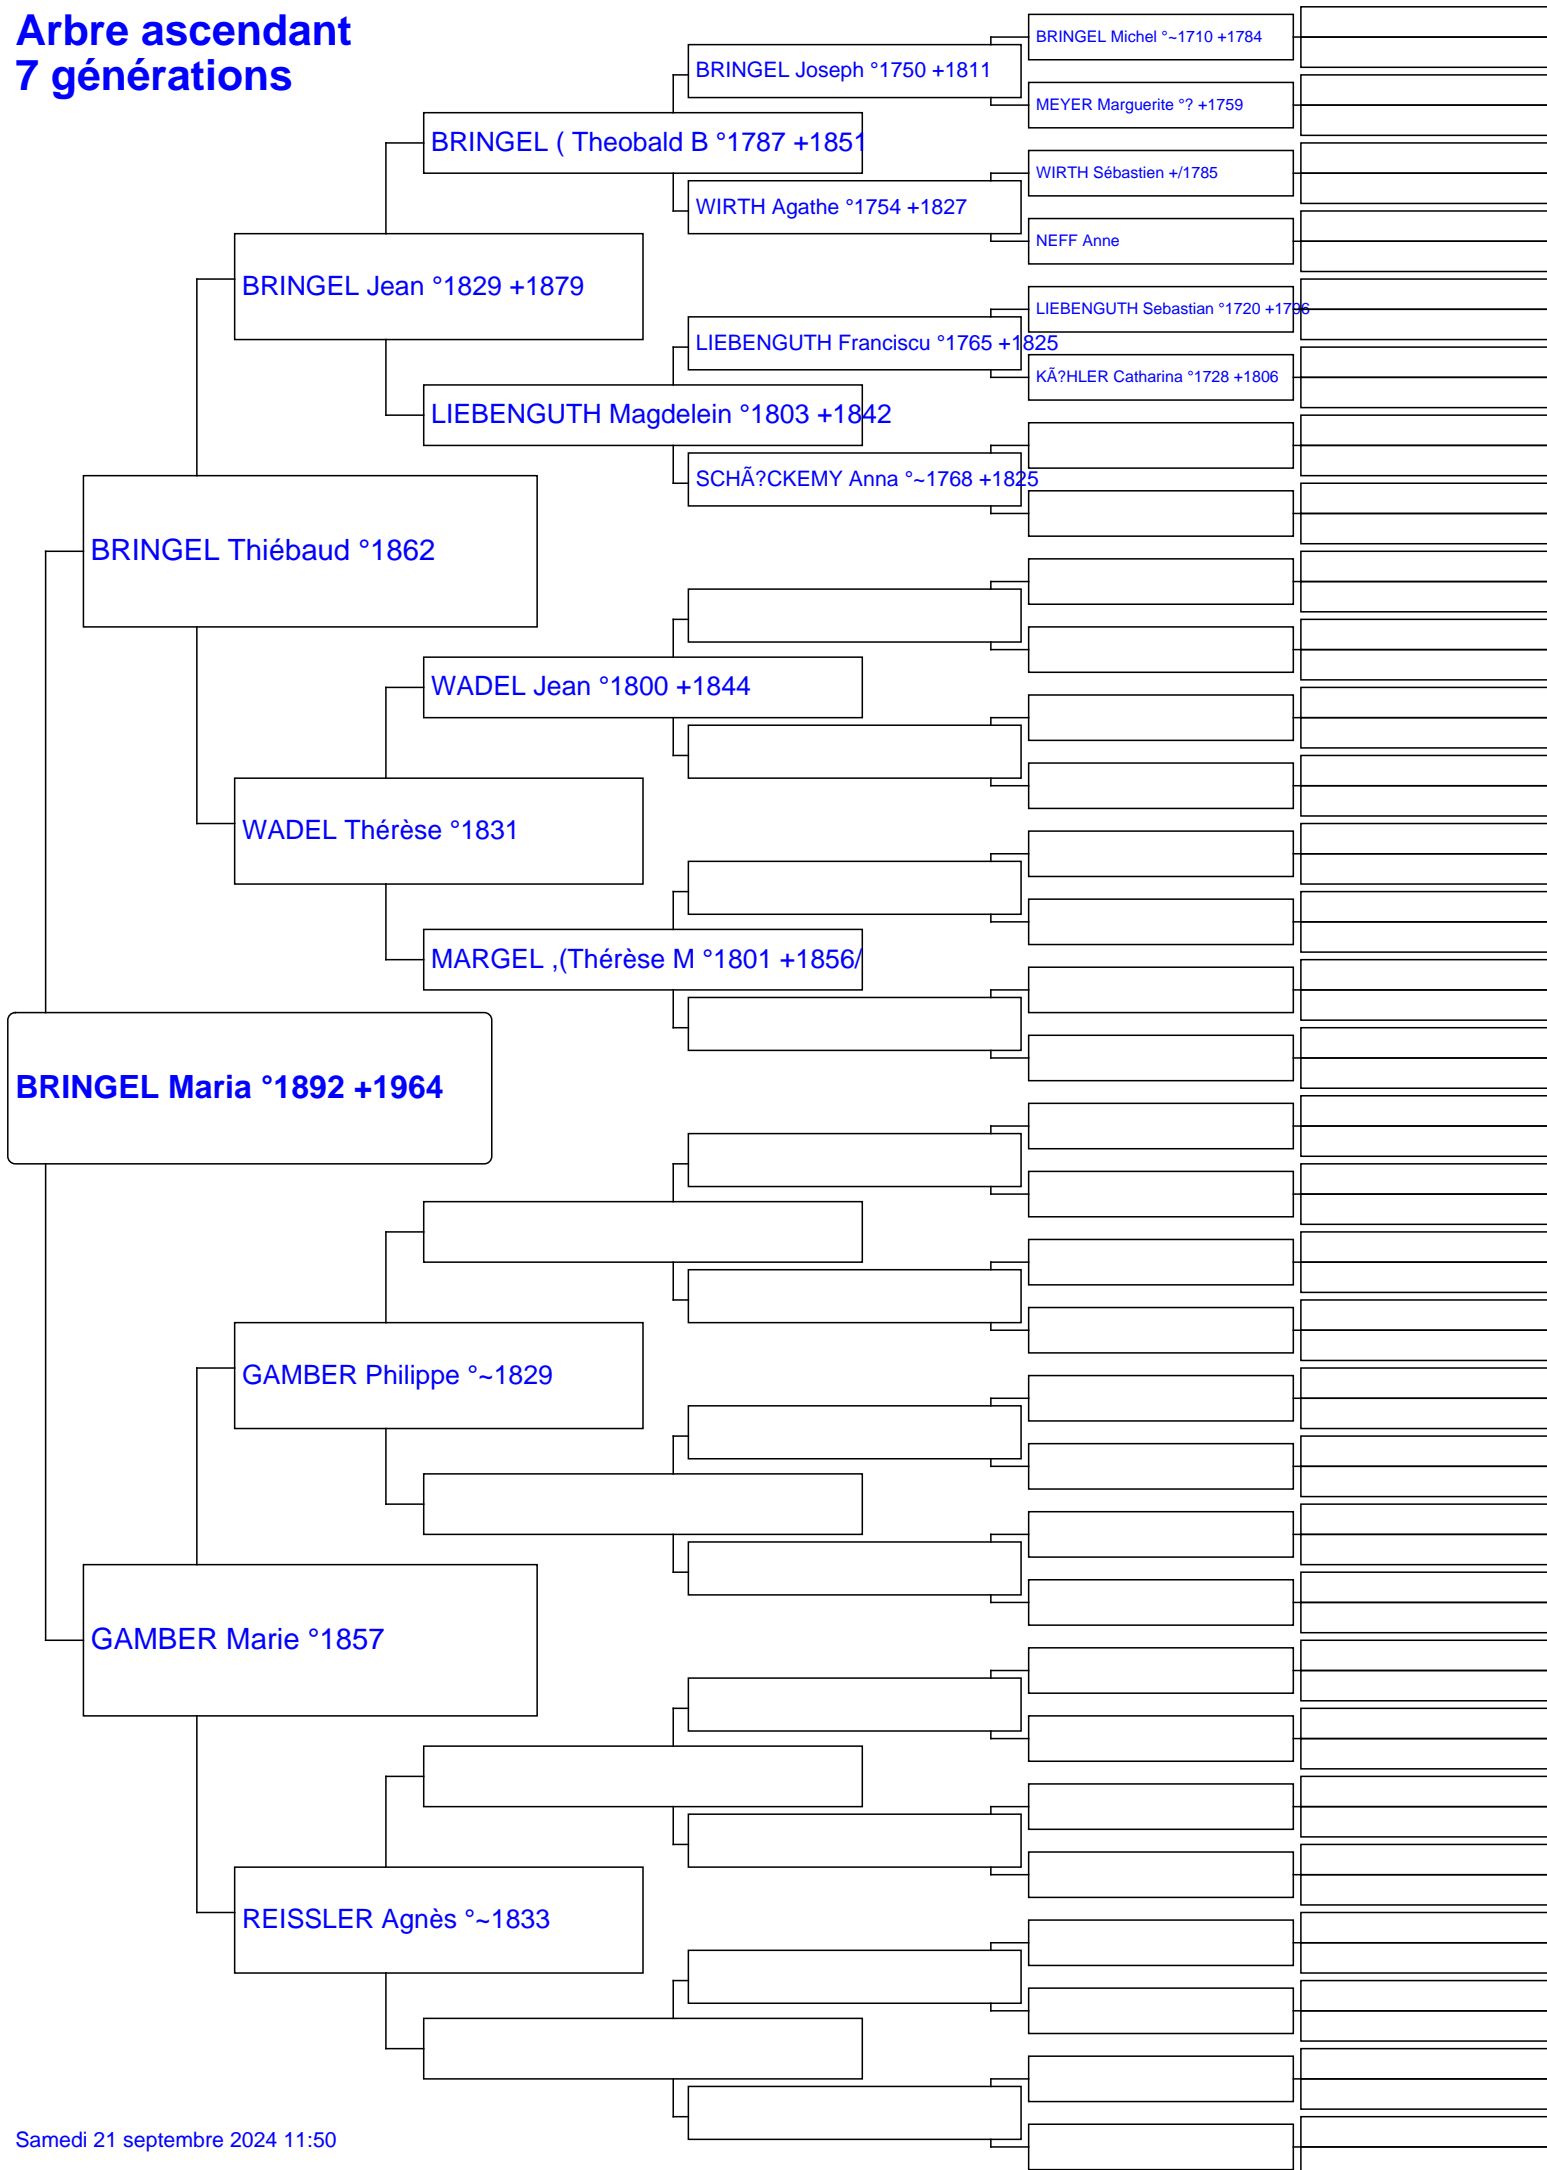 Arbre ascendant
7 générations
BRINGEL Michel °~1710 +1784
BRINGEL Joseph °1750 +1811
MEYER Marguerite °? +1759
BRINGEL ( Theobald B °1787 +1851
WIRTH Sébastien +/1785
WIRTH Agathe °1754 +1827
NEFF Anne
BRINGEL Jean °1829 +1879
LIEBENGUTH Sebastian °1720 +1796
LIEBENGUTH Franciscu °1765 +1825
KÃ?HLER Catharina °1728 +1806
LIEBENGUTH Magdelein °1803 +1842
SCHÃ?CKEMY Anna °~1768 +1825
BRINGEL Thiébaud °1862
WADEL Jean °1800 +1844
WADEL Thérèse °1831
MARGEL ,(Thérèse M °1801 +1856/
BRINGEL Maria °1892 +1964
GAMBER Philippe °~1829
GAMBER Marie °1857
REISSLER Agnès °~1833
Samedi 21 septembre 2024 11:50